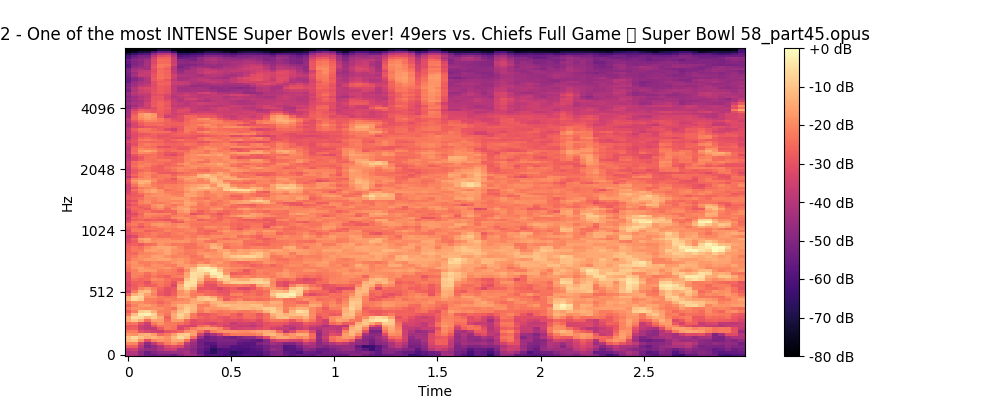 2 - One of the most INTENSE Super Bowls ever! 49ers vs. Chiefs Full Game Super Bowl 58_part45.opus
+0 dB
-10 dB
-20 dB
-30 dB
-40 dB
-50 dB
-60 dB
-70 dB
-80 dB
4096
2048
1024
512
0
Hz
0
0.5
1
1.5
2
2.5
Time